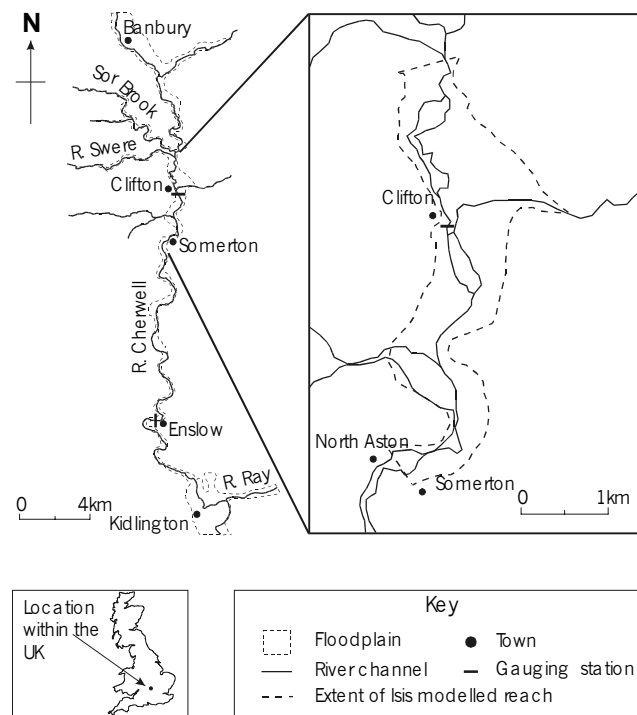 N
Banbury
Sor Brook
R. Swere
Clifton
Somerton
R. Cherwell
Enslow
R. Ray
Kidlington
0 4km
Clifton
North Aston
Somerton
0 1km
Location
within the
UK
Key
Floodplain
Town
River channel
Gauging station
Extent of Isis modelled reach